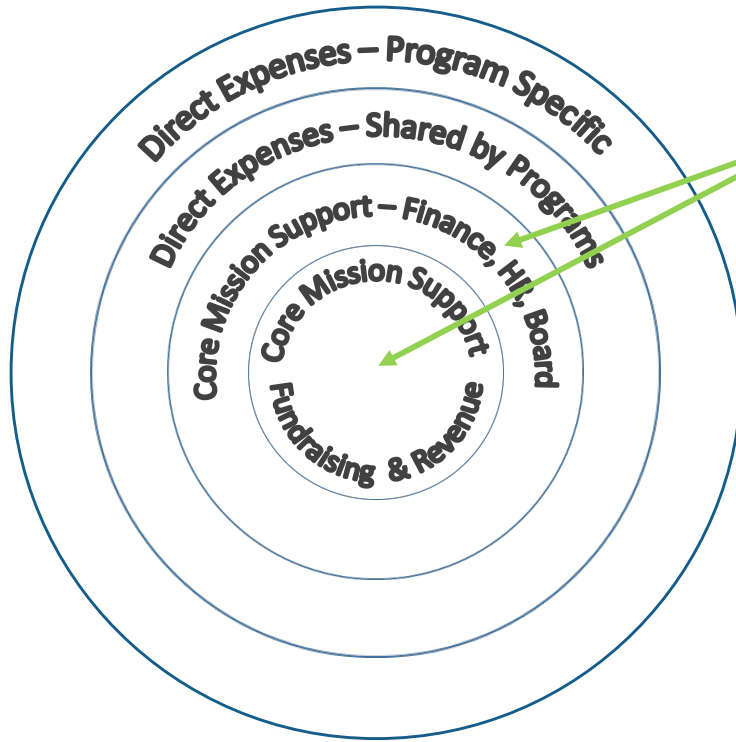 Direct Expenses – Program Specific
Direct Expenses – Shared by Programs
Core Mission Support – Finance, HR, Board
Core Mission Support
Fundraising & Revenue